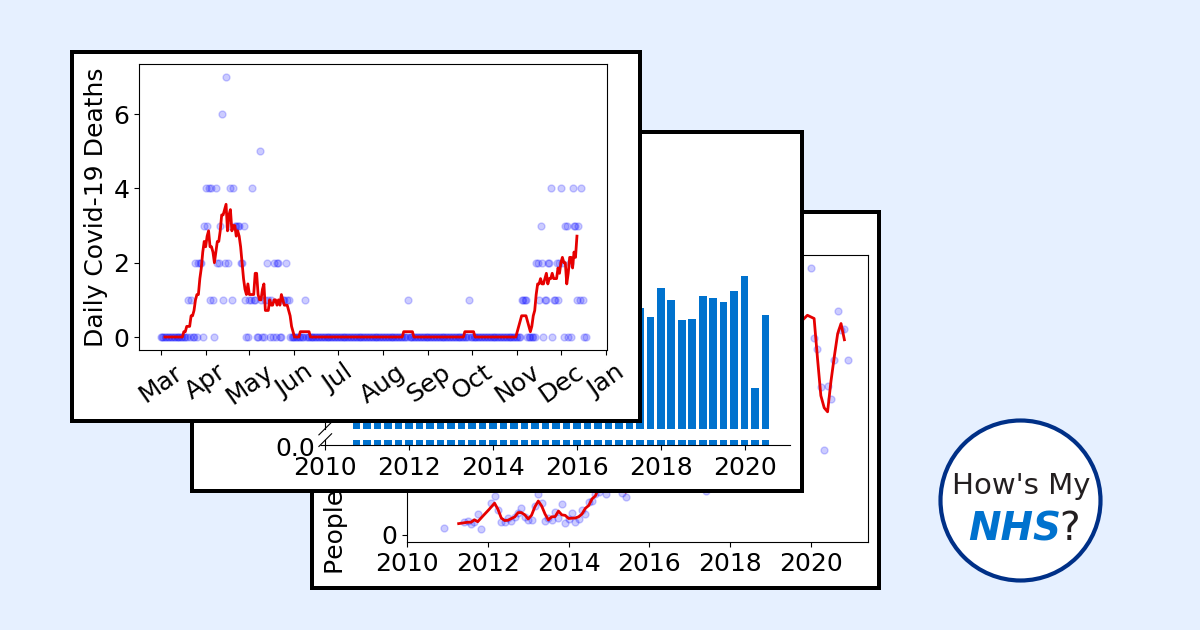 Daily Covid-19 Deaths
6
4
2
0
Mar Apr May Jun Jul Aug Sep Oct Nov Dec Jan
0.0
2010 2012 2014 2016 2018 2020
People
0
2010 2012 2014 2016 2018 2020
How's My
NHS?